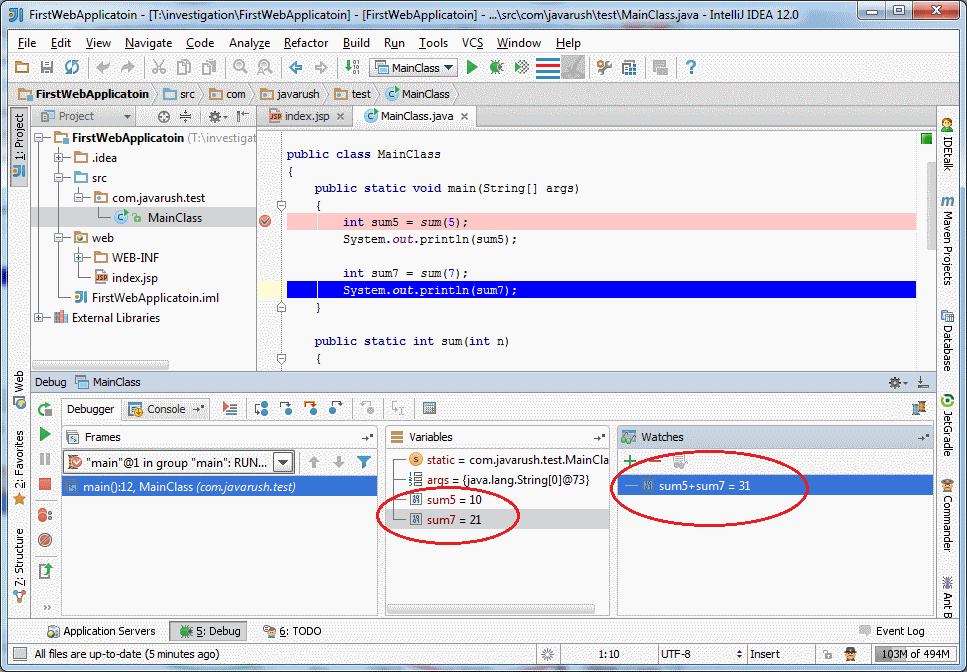 FirstWebApplicatoin - [T:\investigation\FirstWebApplicatoin] - [FirstWebApplicatoin] - ...\src\com\javarush\test\MainClass.java - IntelliJ IDEA 12.0
File Edit View Navigate Code Analyze Refactor Build Run Tools VCS Window Help
MainClass
FirstWebApplicatoin src com javarush test MainClass
1: Project
Web
2: Favorites
7: Structure
Project
FirstWebApplicatoin (T:\investigat
.idea
src
com.javarush.test
MainClass
web
WEB-INF
index.jsp
FirstWebApplicatoin.iml
External Libraries
index.jsp MainClass.java
public class MainClass
{
public static void main(String[] args)
{
int sum5 = sum(5);
System.out.println(sum5);
int sum7 = sum(7);
System.out.println(sum7);
}
public static int sum(int n)
{
IDEtalk
Maven Projects
Database
JetGradle
Commander
Ant B
Debug MainClass
Debugger Console
Frames
"main"@1 in group "main": RUN...
main():12, MainClass (com.javarush.test)
Variables
static = com.javarush.test.MainCla
args = {java.lang.String[0]@73}
sum5 = 10
sum7 = 21
Watches
sum5+sum7 = 31
Application Servers 5: Debug 6: TODO Event Log
All files are up-to-date (5 minutes ago) 1:10 UTF-8 Insert 103M of 494M